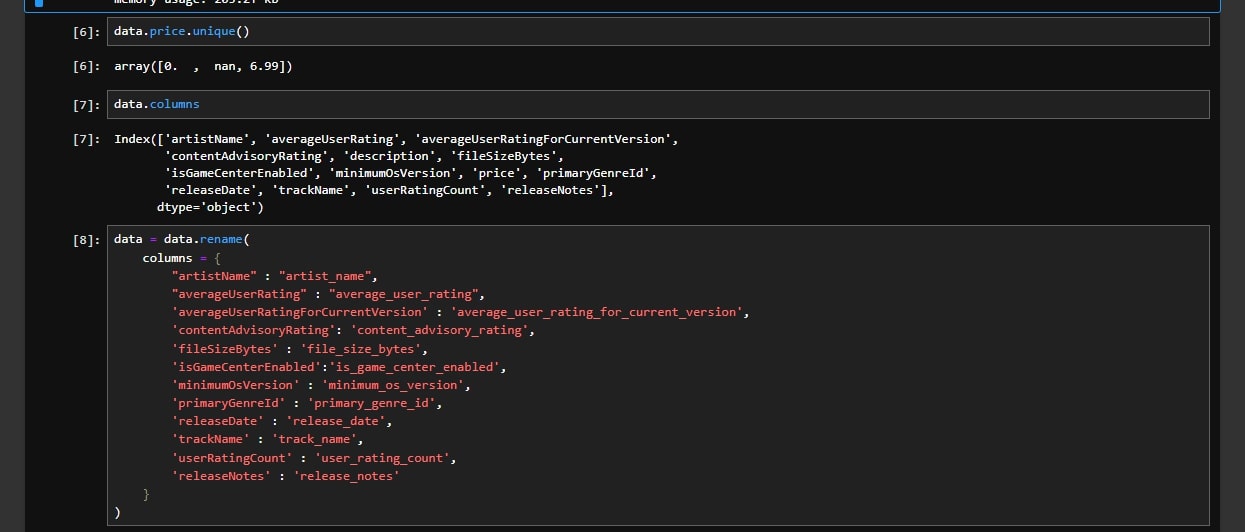 memory usage: 205.21 KB
[6]: data.price.unique()
[6]: array([0.  ,  nan, 6.99])
[7]: data.columns
[7]: Index(['artistName', 'averageUserRating', 'averageUserRatingForCurrentVersion',
       'contentAdvisoryRating', 'description', 'fileSizeBytes',
       'isGameCenterEnabled', 'minimumOsVersion', 'price', 'primaryGenreId',
       'releaseDate', 'trackName', 'userRatingCount', 'releaseNotes'],
      dtype='object')
[8]: data = data.rename(
    columns = {
        "artistName" : "artist_name",
        "averageUserRating" : "average_user_rating",
        'averageUserRatingForCurrentVersion' : 'average_user_rating_for_current_version',
        'contentAdvisoryRating': 'content_advisory_rating',
        'fileSizeBytes' : 'file_size_bytes',
        'isGameCenterEnabled':'is_game_center_enabled',
        'minimumOsVersion' : 'minimum_os_version',
        'primaryGenreId' : 'primary_genre_id',
        'releaseDate' : 'release_date',
        'trackName' : 'track_name',
        'userRatingCount' : 'user_rating_count',
        'releaseNotes' : 'release_notes'
    }
)